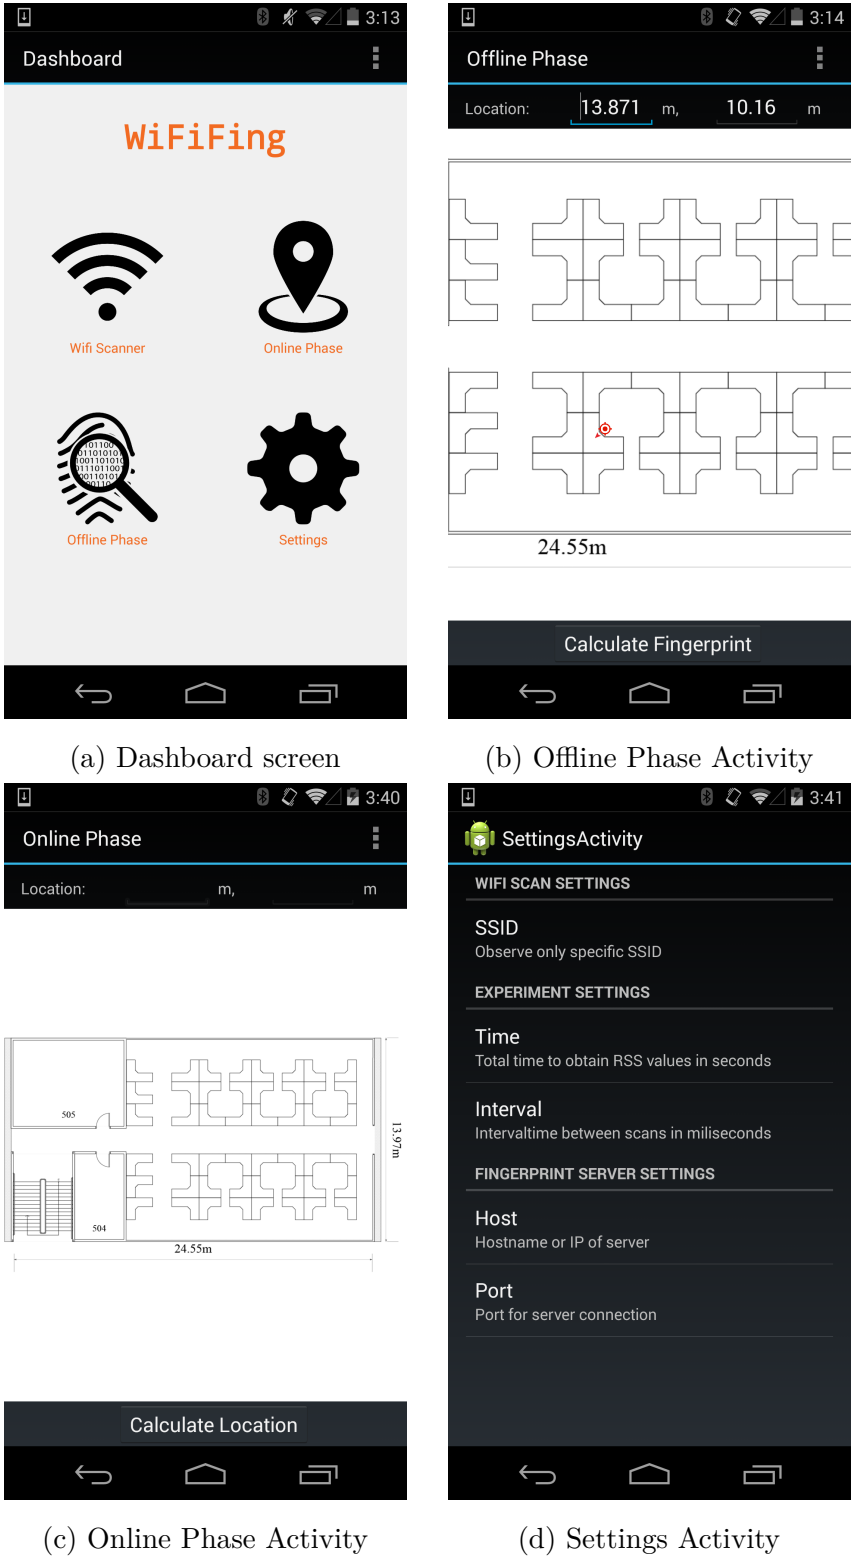 3:13
Dashboard
WiFiFing
Wifi Scanner
Online Phase
Offline Phase
Settings
(a) Dashboard screen
3:14
Offline Phase
Location: 13.871 m, 10.16 m
24.55m
Calculate Fingerprint
(b) Offline Phase Activity
3:40
Online Phase
Location: m, m
505
504
13.97m
24.55m
Calculate Location
(c) Online Phase Activity
3:41
SettingsActivity
WIFI SCAN SETTINGS
SSID
Observe only specific SSID
EXPERIMENT SETTINGS
Time
Total time to obtain RSS values in seconds
Interval
Intervaltime between scans in miliseconds
FINGERPRINT SERVER SETTINGS
Host
Hostname or IP of server
Port
Port for server connection
(d) Settings Activity